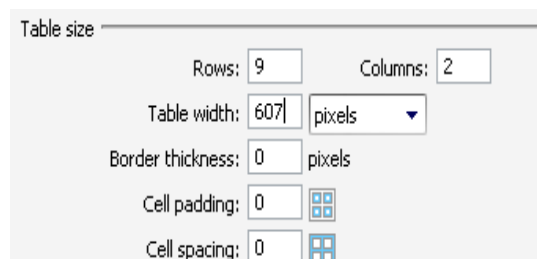 Table size
Rows: 9 Columns: 2
Table width: 607 pixels
Border thickness: 0 pixels
Cell padding: 0
Cell spacing: 0